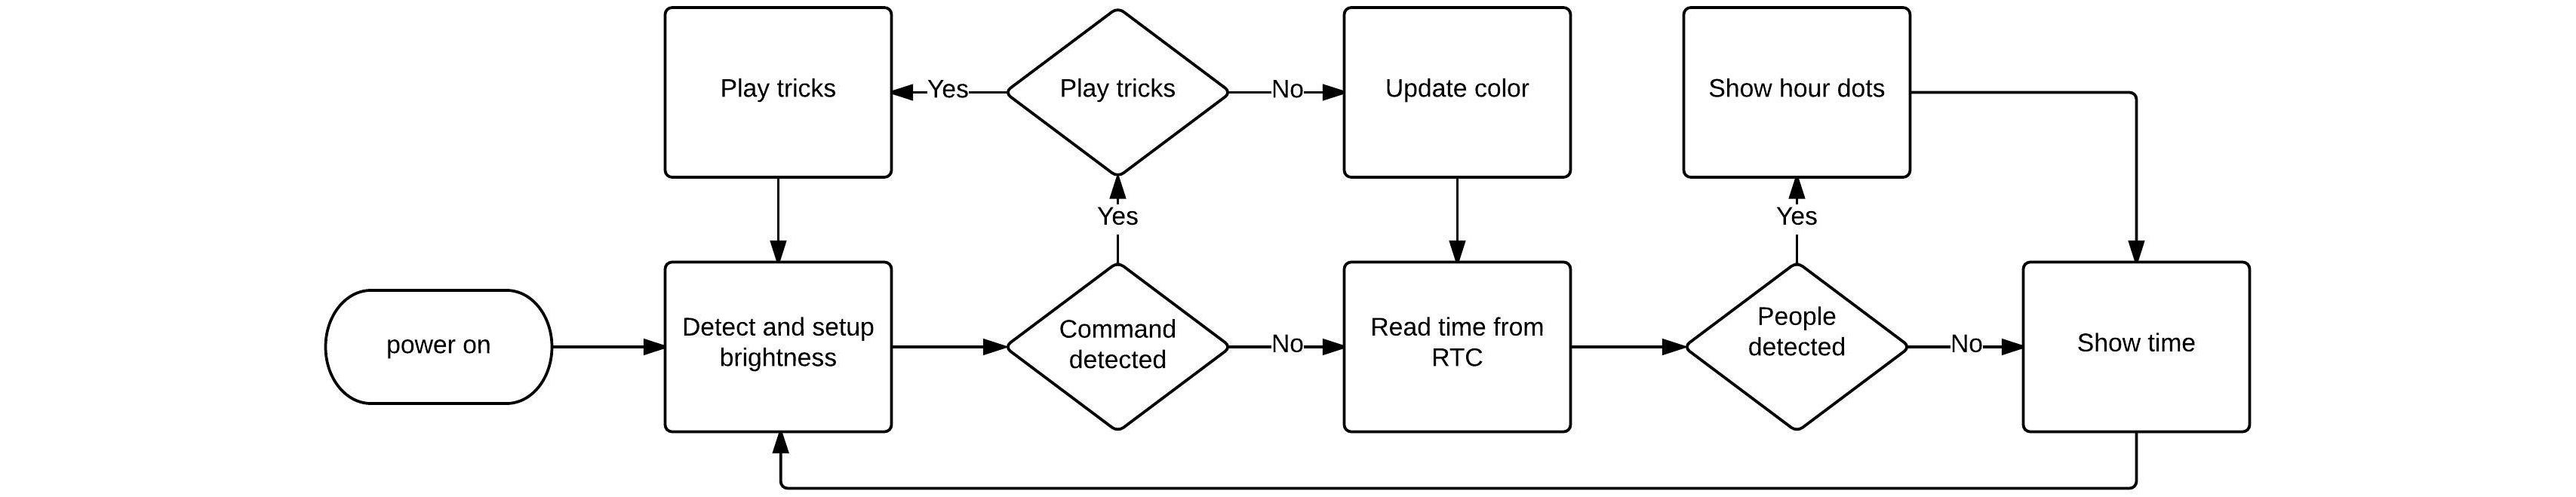 Play tricks
Yes
Play tricks
No
Update color
Show hour dots
Yes
Yes
power on
Detect and setup
brightness
Command
detected
No
Read time from
RTC
People
detected
No
Show time